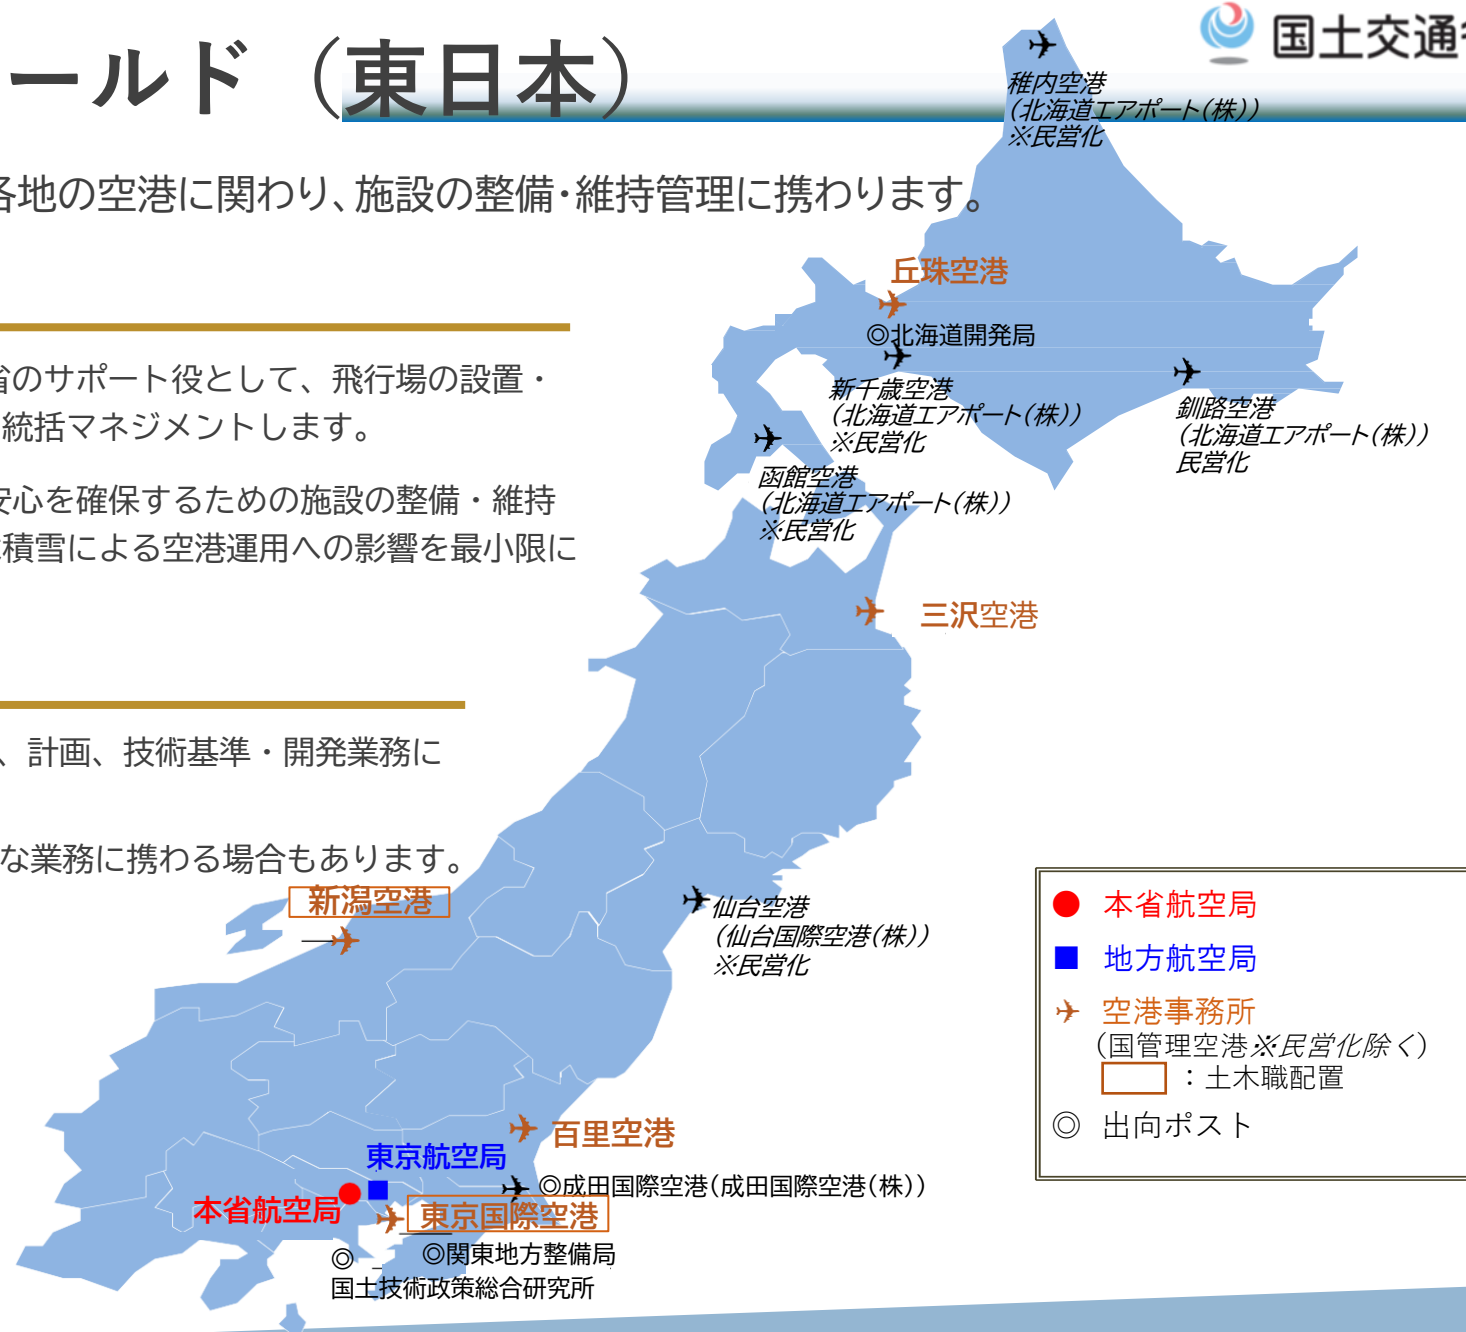 ールド（東日本）
国土交通省
各地の空港に関わり、施設の整備･維持管理に携わります。
省のサポート役として、飛行場の設置・
統括マネジメントします。
安心を確保するための施設の整備・維持
積雪による空港運用への影響を最小限に
、計画、技術基準・開発業務に
な業務に携わる場合もあります。
稚内空港
(北海道エアポート(株))
※民営化
丘珠空港
◎北海道開発局
新千歳空港
(北海道エアポート(株))
※民営化
釧路空港
(北海道エアポート(株))
民営化
函館空港
(北海道エアポート(株))
※民営化
三沢空港
新潟空港
仙台空港
(仙台国際空港(株))
※民営化
百里空港
東京航空局
◎成田国際空港(成田国際空港(株))
本省航空局
東京国際空港
◎関東地方整備局
◎
国土技術政策総合研究所
● 本省航空局
■ 地方航空局
✈ 空港事務所
(国管理空港※民営化除く)
：土木職配置
◎ 出向ポスト